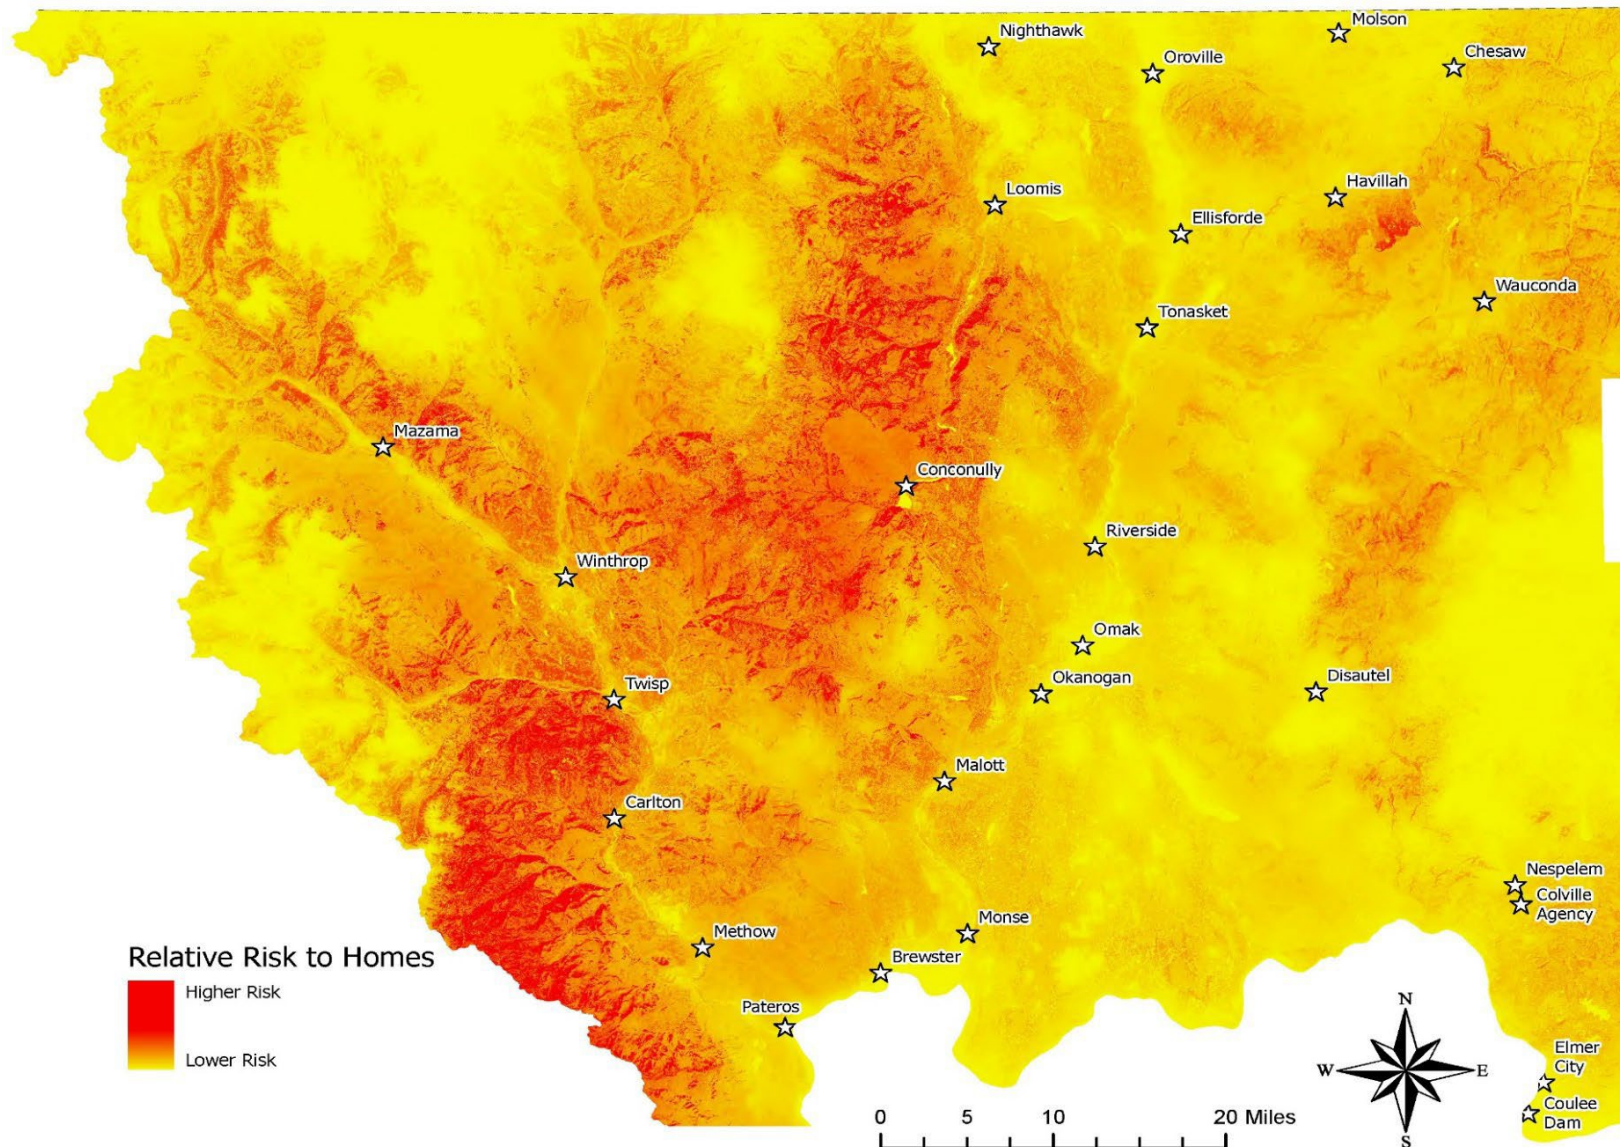 Molson
Nighthawk
Chesaw
Oroville
Havillah
Loomis
Ellisforde
Wauconda
Tonasket
Mazama
Conconully
Riverside
Winthrop
Omak
Twisp
Okanogan
Disautel
Malott
Carlton
Nespelem
Colville
Agency
Monse
Methow
Brewster
Pateros
Relative Risk to Homes
Higher Risk
Lower Risk
N
W
E
S
Elmer
City
Coulee
Dam
0 5 10 20 Miles